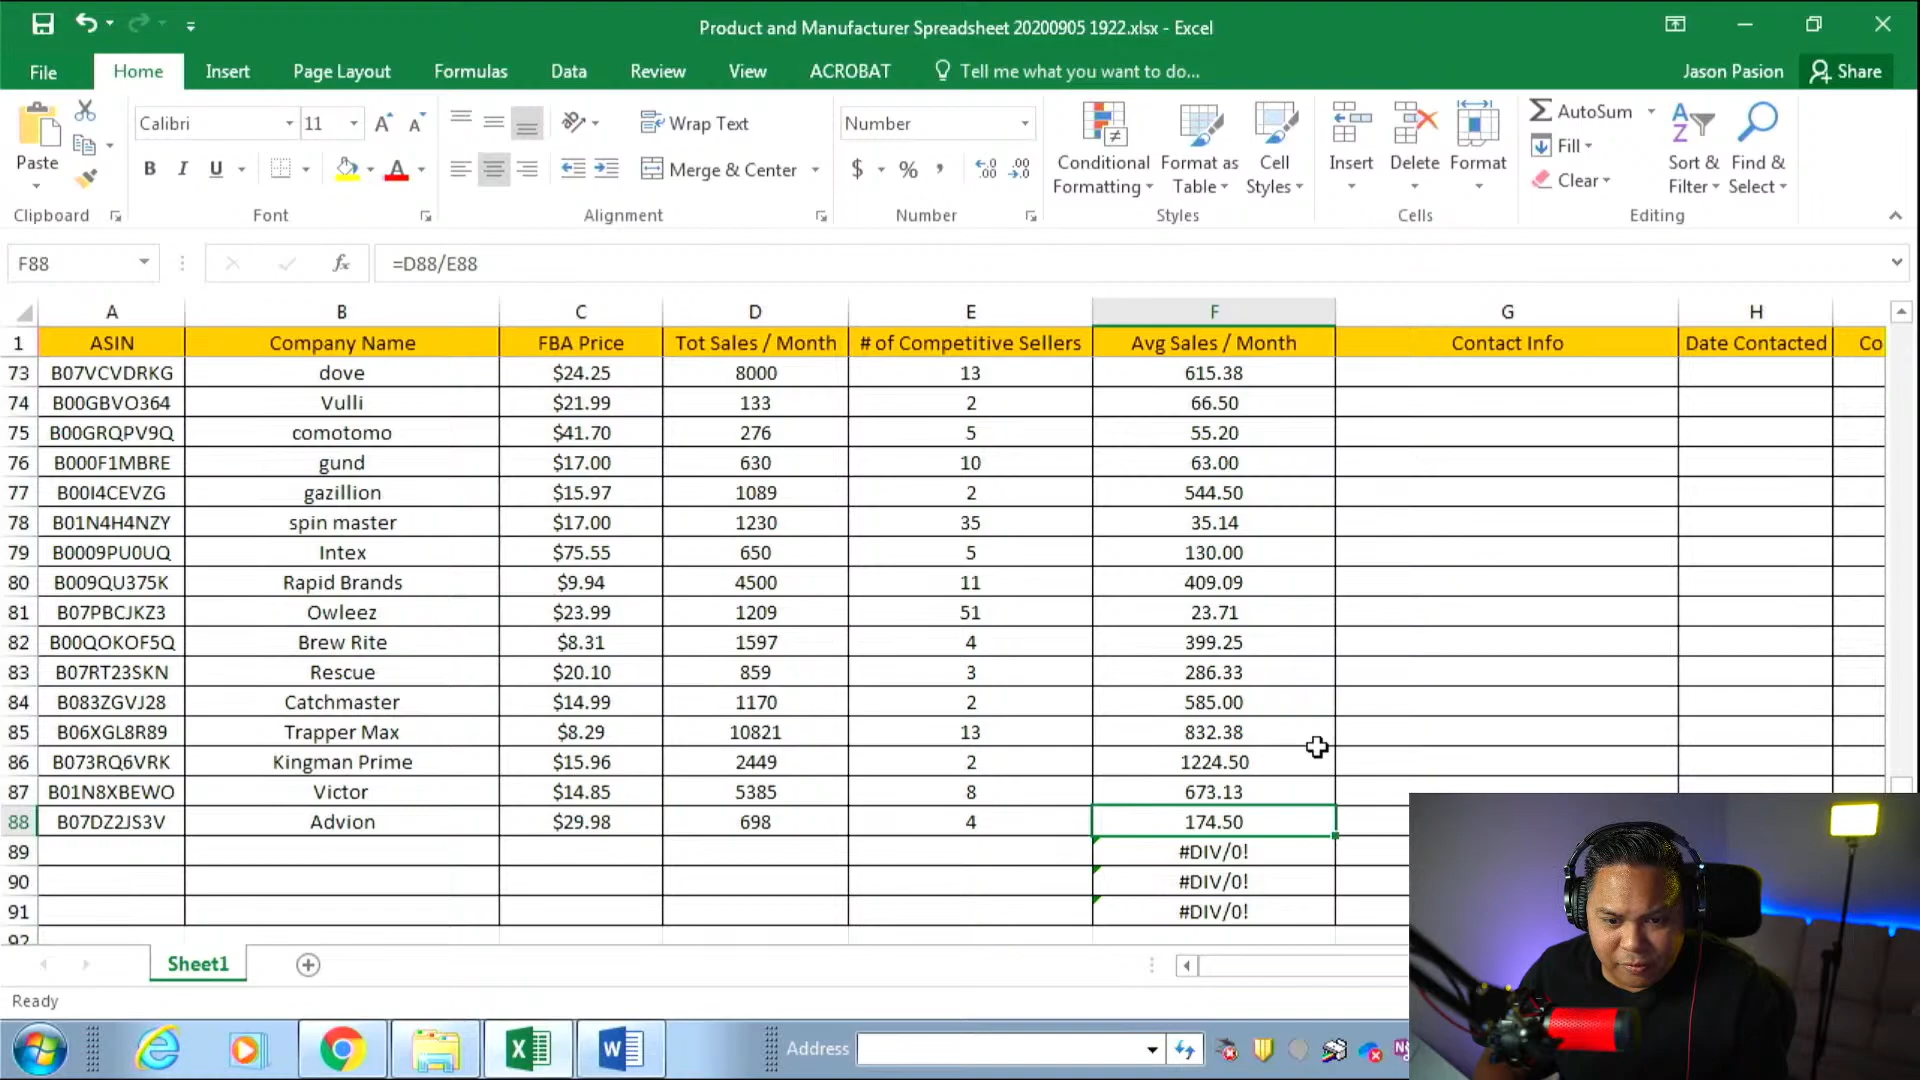 Product and Manufacturer Spreadsheet 20200905 1922.xlsx - Excel
File Home Insert Page Layout Formulas Data Review View ACROBAT Tell me what you want to do... Jason Pasion Share
Paste
Clipboard
Calibri 11
B I U
Font
Wrap Text
Merge & Center
Alignment
Number
$ % ,
Number
Conditional Formatting
Format as Table
Cell Styles
Styles
Insert Delete Format
Cells
AutoSum
Fill
Clear
Sort & Filter
Find & Select
Editing
F88 fx =D88/E88
A B C D E F G H
1 ASIN Company Name FBA Price Tot Sales / Month # of Competitive Sellers Avg Sales / Month Contact Info Date Contacted Co
73 B07VCVDRKG dove $24.25 8000 13 615.38
74 B00GBVO364 Vulli $21.99 133 2 66.50
75 B00GRQPV9Q comotomo $41.70 276 5 55.20
76 B000F1MBRE gund $17.00 630 10 63.00
77 B00I4CEVZG gazillion $15.97 1089 2 544.50
78 B01N4H4NZY spin master $17.00 1230 35 35.14
79 B0009PU0UQ Intex $75.55 650 5 130.00
80 B009QU375K Rapid Brands $9.94 4500 11 409.09
81 B07PBCJKZ3 Owleez $23.99 1209 51 23.71
82 B00QOKOF5Q Brew Rite $8.31 1597 4 399.25
83 B07RT23SKN Rescue $20.10 859 3 286.33
84 B083ZGVJ28 Catchmaster $14.99 1170 2 585.00
85 B06XGL8R89 Trapper Max $8.29 10821 13 832.38
86 B073RQ6VRK Kingman Prime $15.96 2449 2 1224.50
87 B01N8XBEWO Victor $14.85 5385 8 673.13
88 B07DZ2JS3V Advion $29.98 698 4 174.50
89 #DIV/0!
90 #DIV/0!
91 #DIV/0!
92
Sheet1
Ready
Address